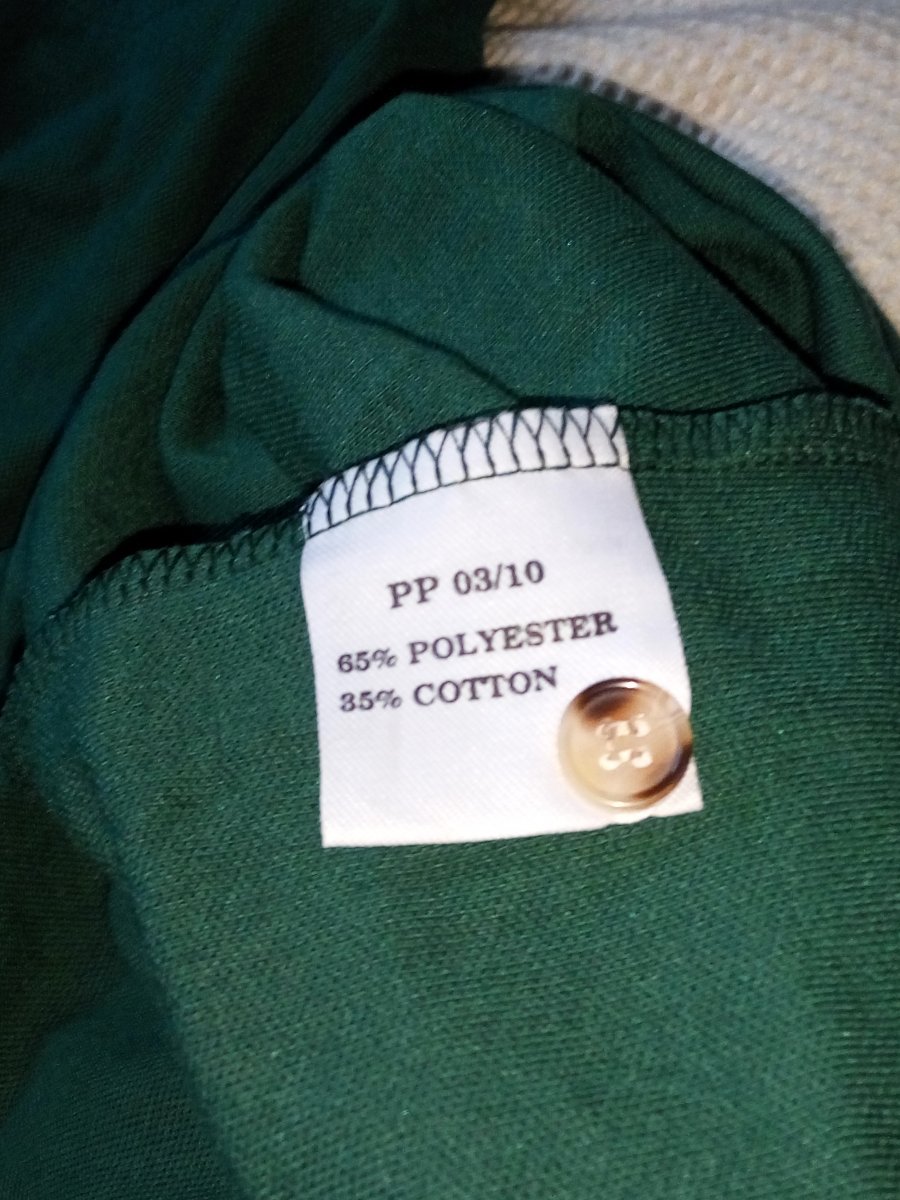 PP 03/10
65% POLYESTER
35% COTTON